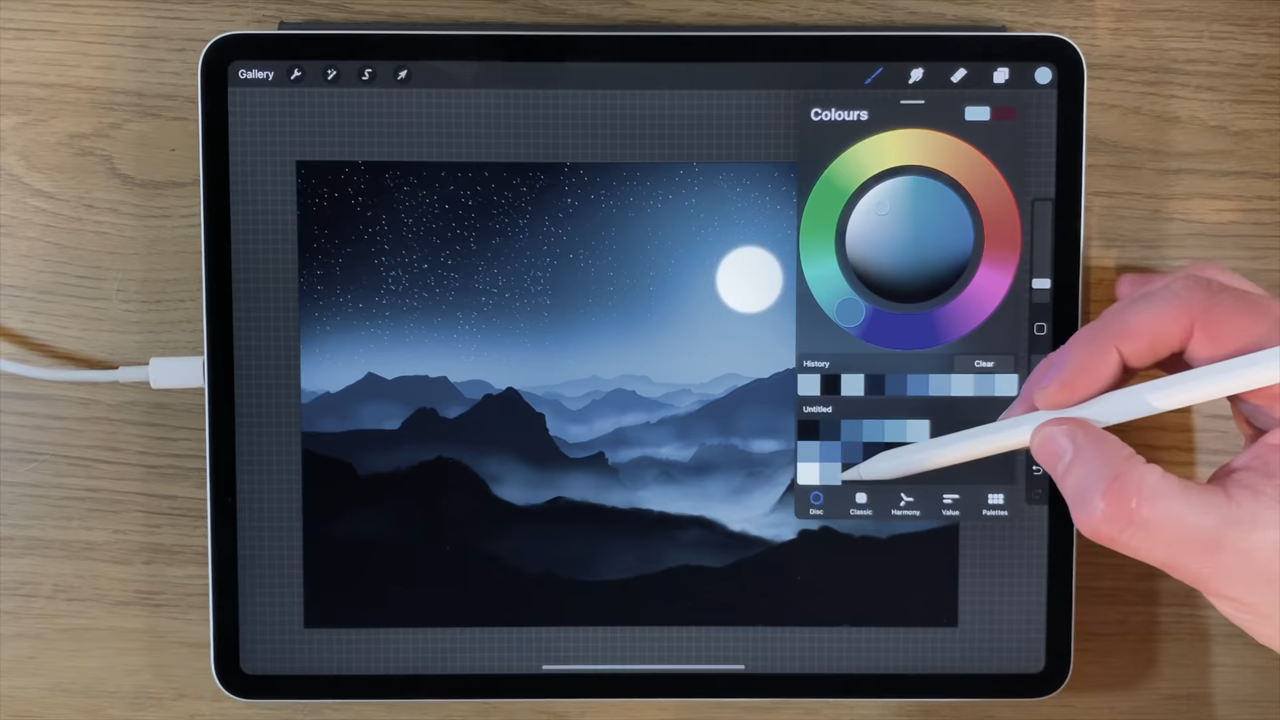 Gallery
Colours
History Clear
Untitled
Disc Classic Harmony Value Palettes